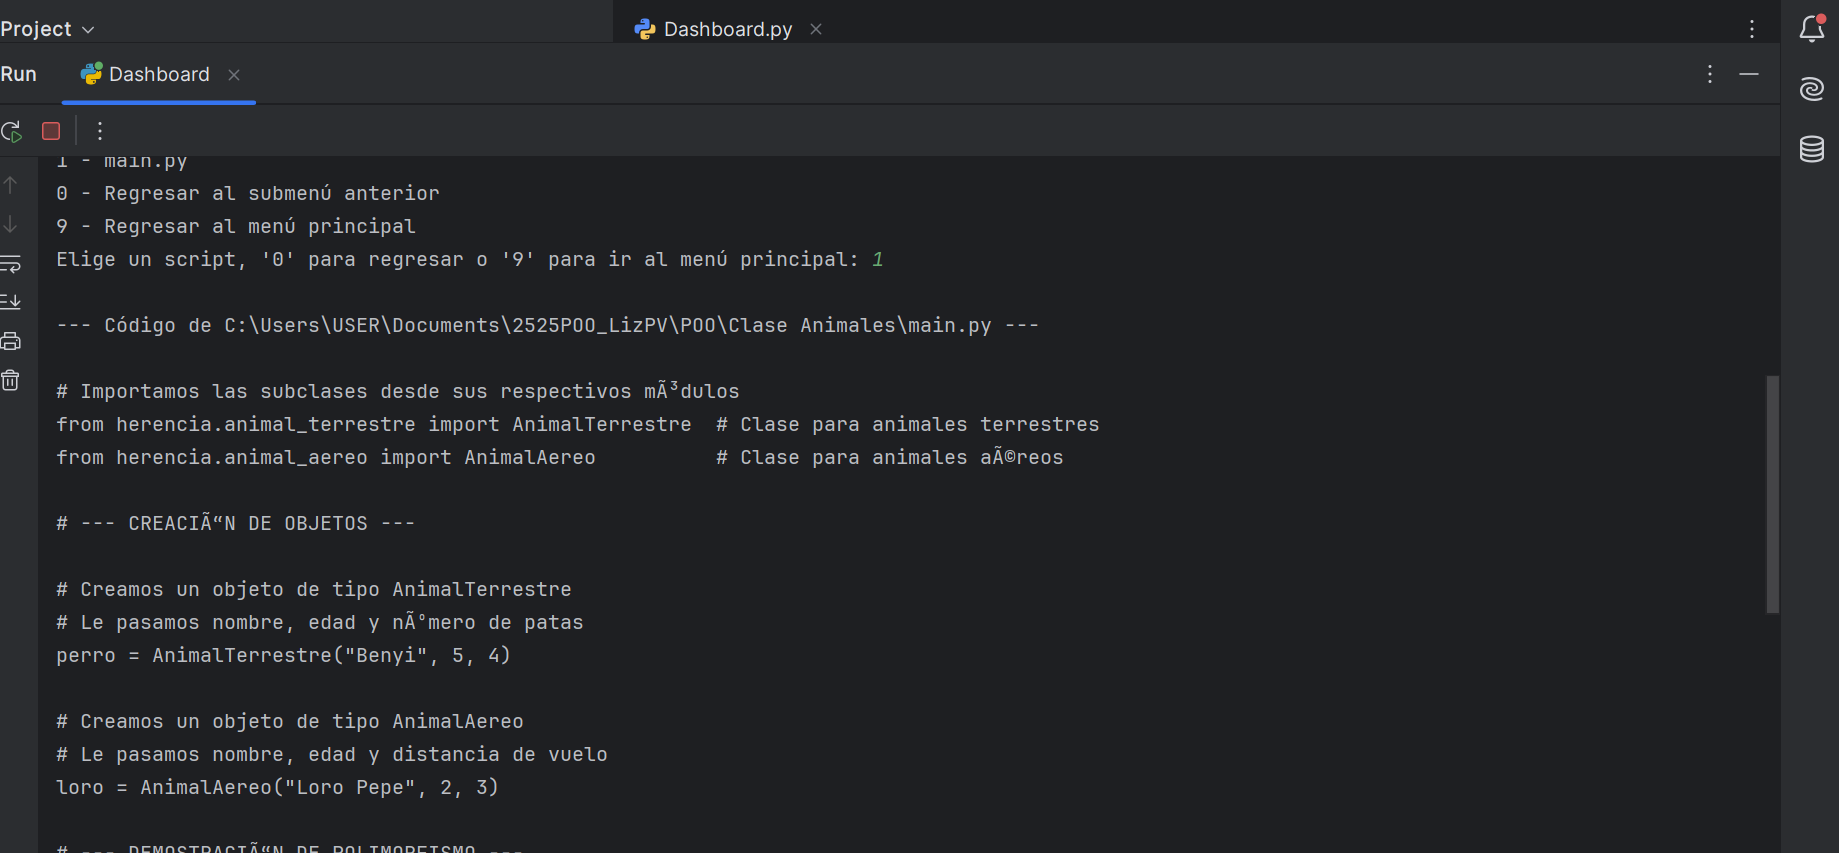 Project
Dashboard.py
Run
Dashboard
1 - main.py
0 - Regresar al submenú anterior
9 - Regresar al menú principal
Elige un script, '0' para regresar o '9' para ir al menú principal: 1
--- Código de C:\Users\USER\Documents\2525POO_LizPV\POO\Clase Animales\main.py ---
# Importamos las subclases desde sus respectivos mÃ³dulos
from herencia.animal_terrestre import AnimalTerrestre  # Clase para animales terrestres
from herencia.animal_aereo import AnimalAereo          # Clase para animales aÃ©reos
# --- CREACIÃ“N DE OBJETOS ---
# Creamos un objeto de tipo AnimalTerrestre
# Le pasamos nombre, edad y nÃºmero de patas
perro = AnimalTerrestre("Benyi", 5, 4)
# Creamos un objeto de tipo AnimalAereo
# Le pasamos nombre, edad y distancia de vuelo
loro = AnimalAereo("Loro Pepe", 2, 3)
# --- DEMOSTRACIÃ“N DE POLIMORFISMO ---